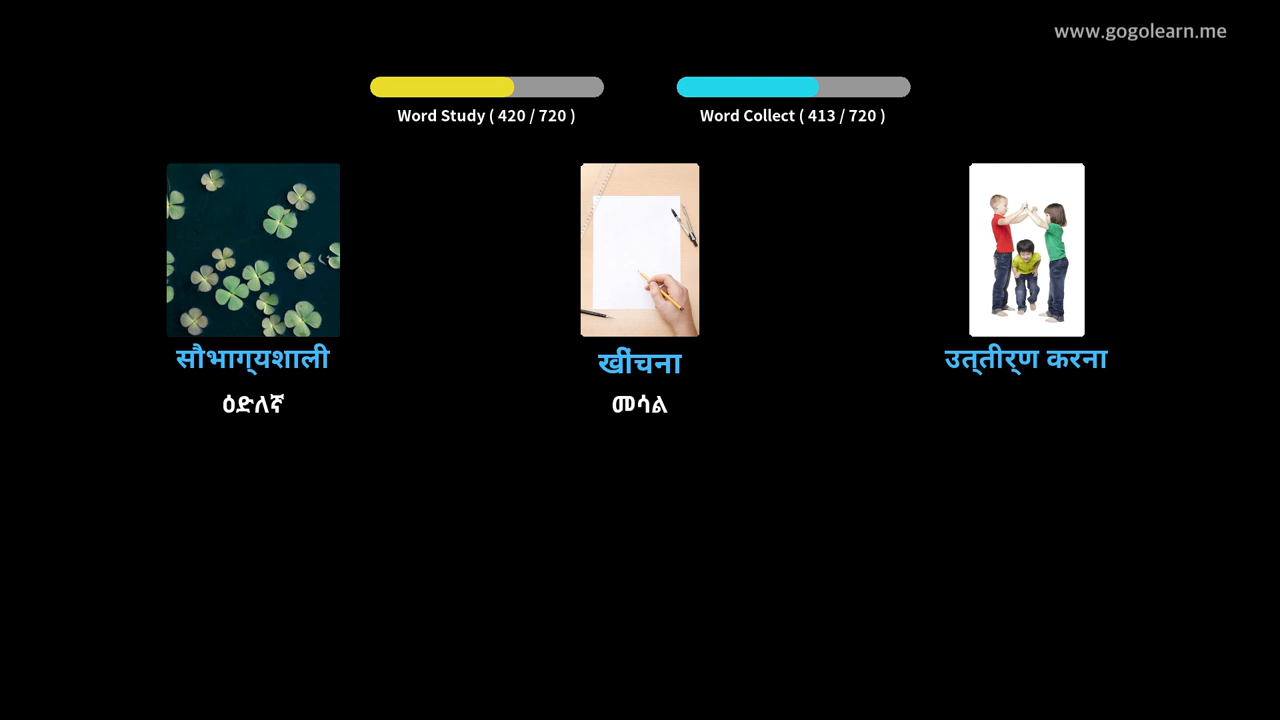 www.gogolearn.me
Word Study ( 420 / 720 )
Word Collect ( 413 / 720 )
सौभाग्यशाली
खींचना
उत्तीर्ण करना
ዕድለኛ
መሳል